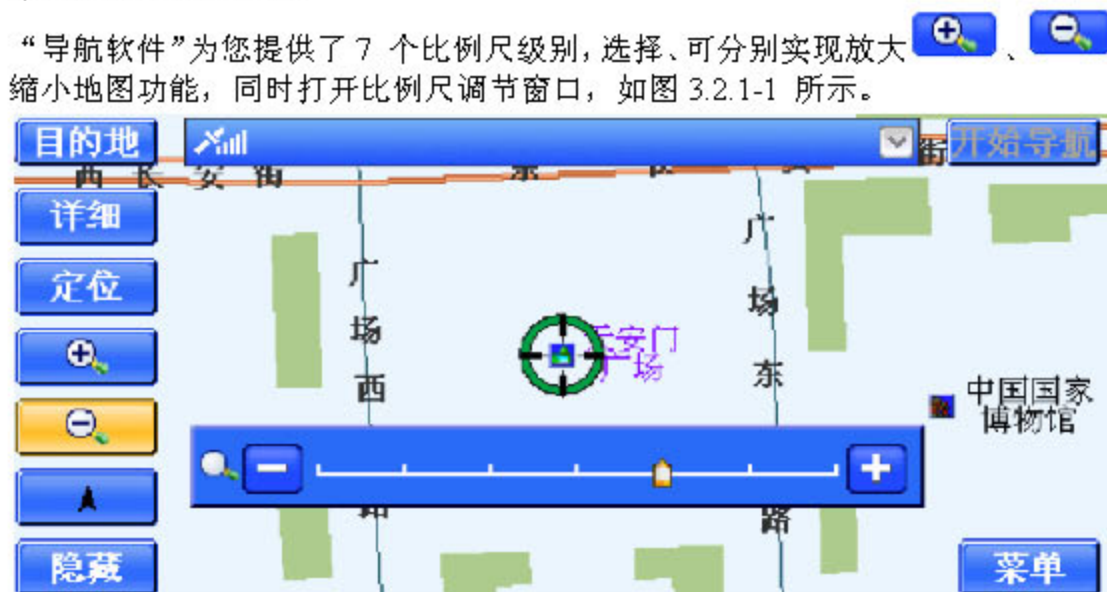 “导航软件”为您提供了 7 个比例尺级别，选择、可分别实现放大 、
缩小地图功能，同时打开比例尺调节窗口，如图 3.2.1-1 所示。
目的地
开始导航
街
西长安街
东
详细
定位
广场西
路
广场东
路
天安门
广场
中国国家
博物馆
隐藏
菜单